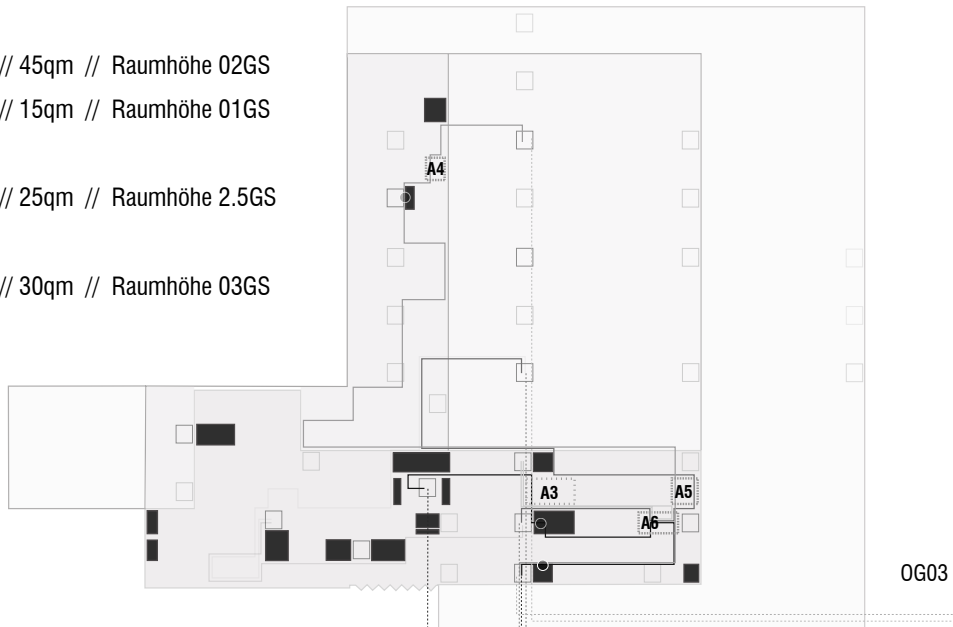 // 45qm // Raumhöhe 02GS
// 15qm // Raumhöhe 01GS
A4
// 25qm // Raumhöhe 2.5GS
// 30qm // Raumhöhe 03GS
A3
A5
A6
OG03